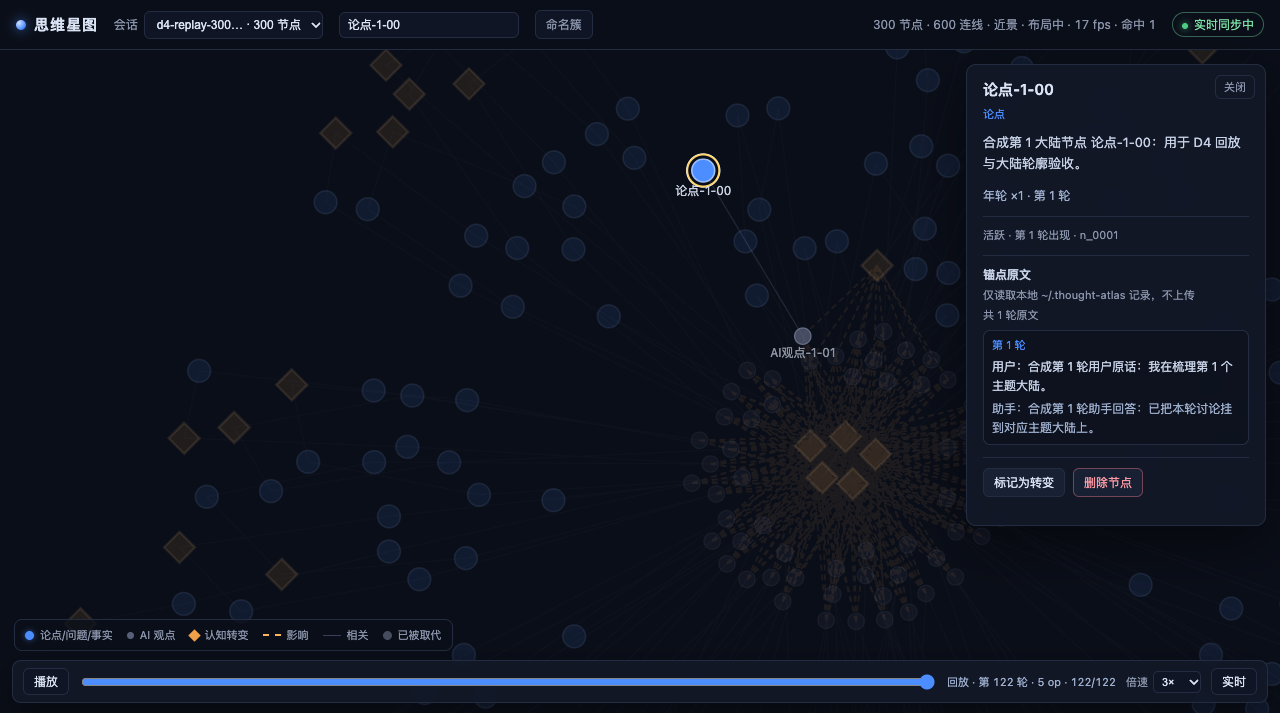 思维星图 会话 d4-replay-300… · 300 节点 论点-1-00 命名簇 300 节点 · 600 连线 · 近景 · 布局中 · 17 fps · 命中 1 实时同步中
论点-1-00 关闭
论点
合成第 1 大陆节点 论点-1-00：用于 D4 回放
与大陆轮廓验收。
年轮 ×1 · 第 1 轮
活跃 · 第 1 轮出现 · n_0001
锚点原文
仅读取本地 ~/.thought-atlas 记录，不上传
共 1 轮原文
第 1 轮
用户：合成第 1 轮用户原话：我在梳理第 1 个
主题大陆。
助手：合成第 1 轮助手回答：已把本轮讨论挂
到对应主题大陆上。
标记为转变 删除节点
论点-1-00
AI观点-1-01
论点/问题/事实 AI 观点 认知转变 影响 相关 已被取代
播放 回放 · 第 122 轮 · 5 op · 122/122 倍速 3× 实时